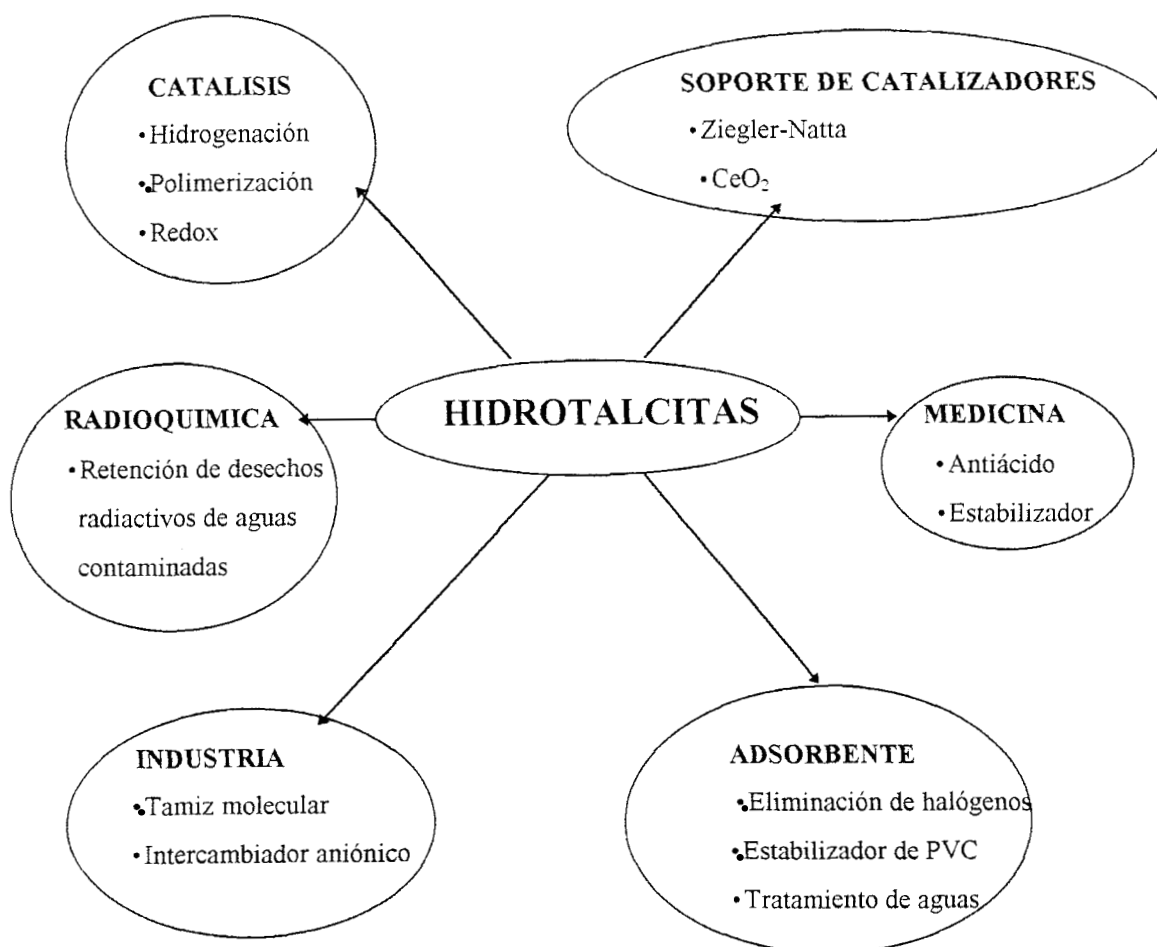 CATALISIS
• Hidrogenación
• Polimerización
• Redox
SOPORTE DE CATALIZADORES
• Ziegler-Natta
• CeO₂
HIDROTALCITAS
RADIOQUIMICA
• Retención de desechos
radiactivos de aguas
contaminadas
MEDICINA
• Antiácido
• Estabilizador
INDUSTRIA
• Tamiz molecular
• Intercambiador aniónico
ADSORBENTE
• Eliminación de halógenos
• Estabilizador de PVC
• Tratamiento de aguas